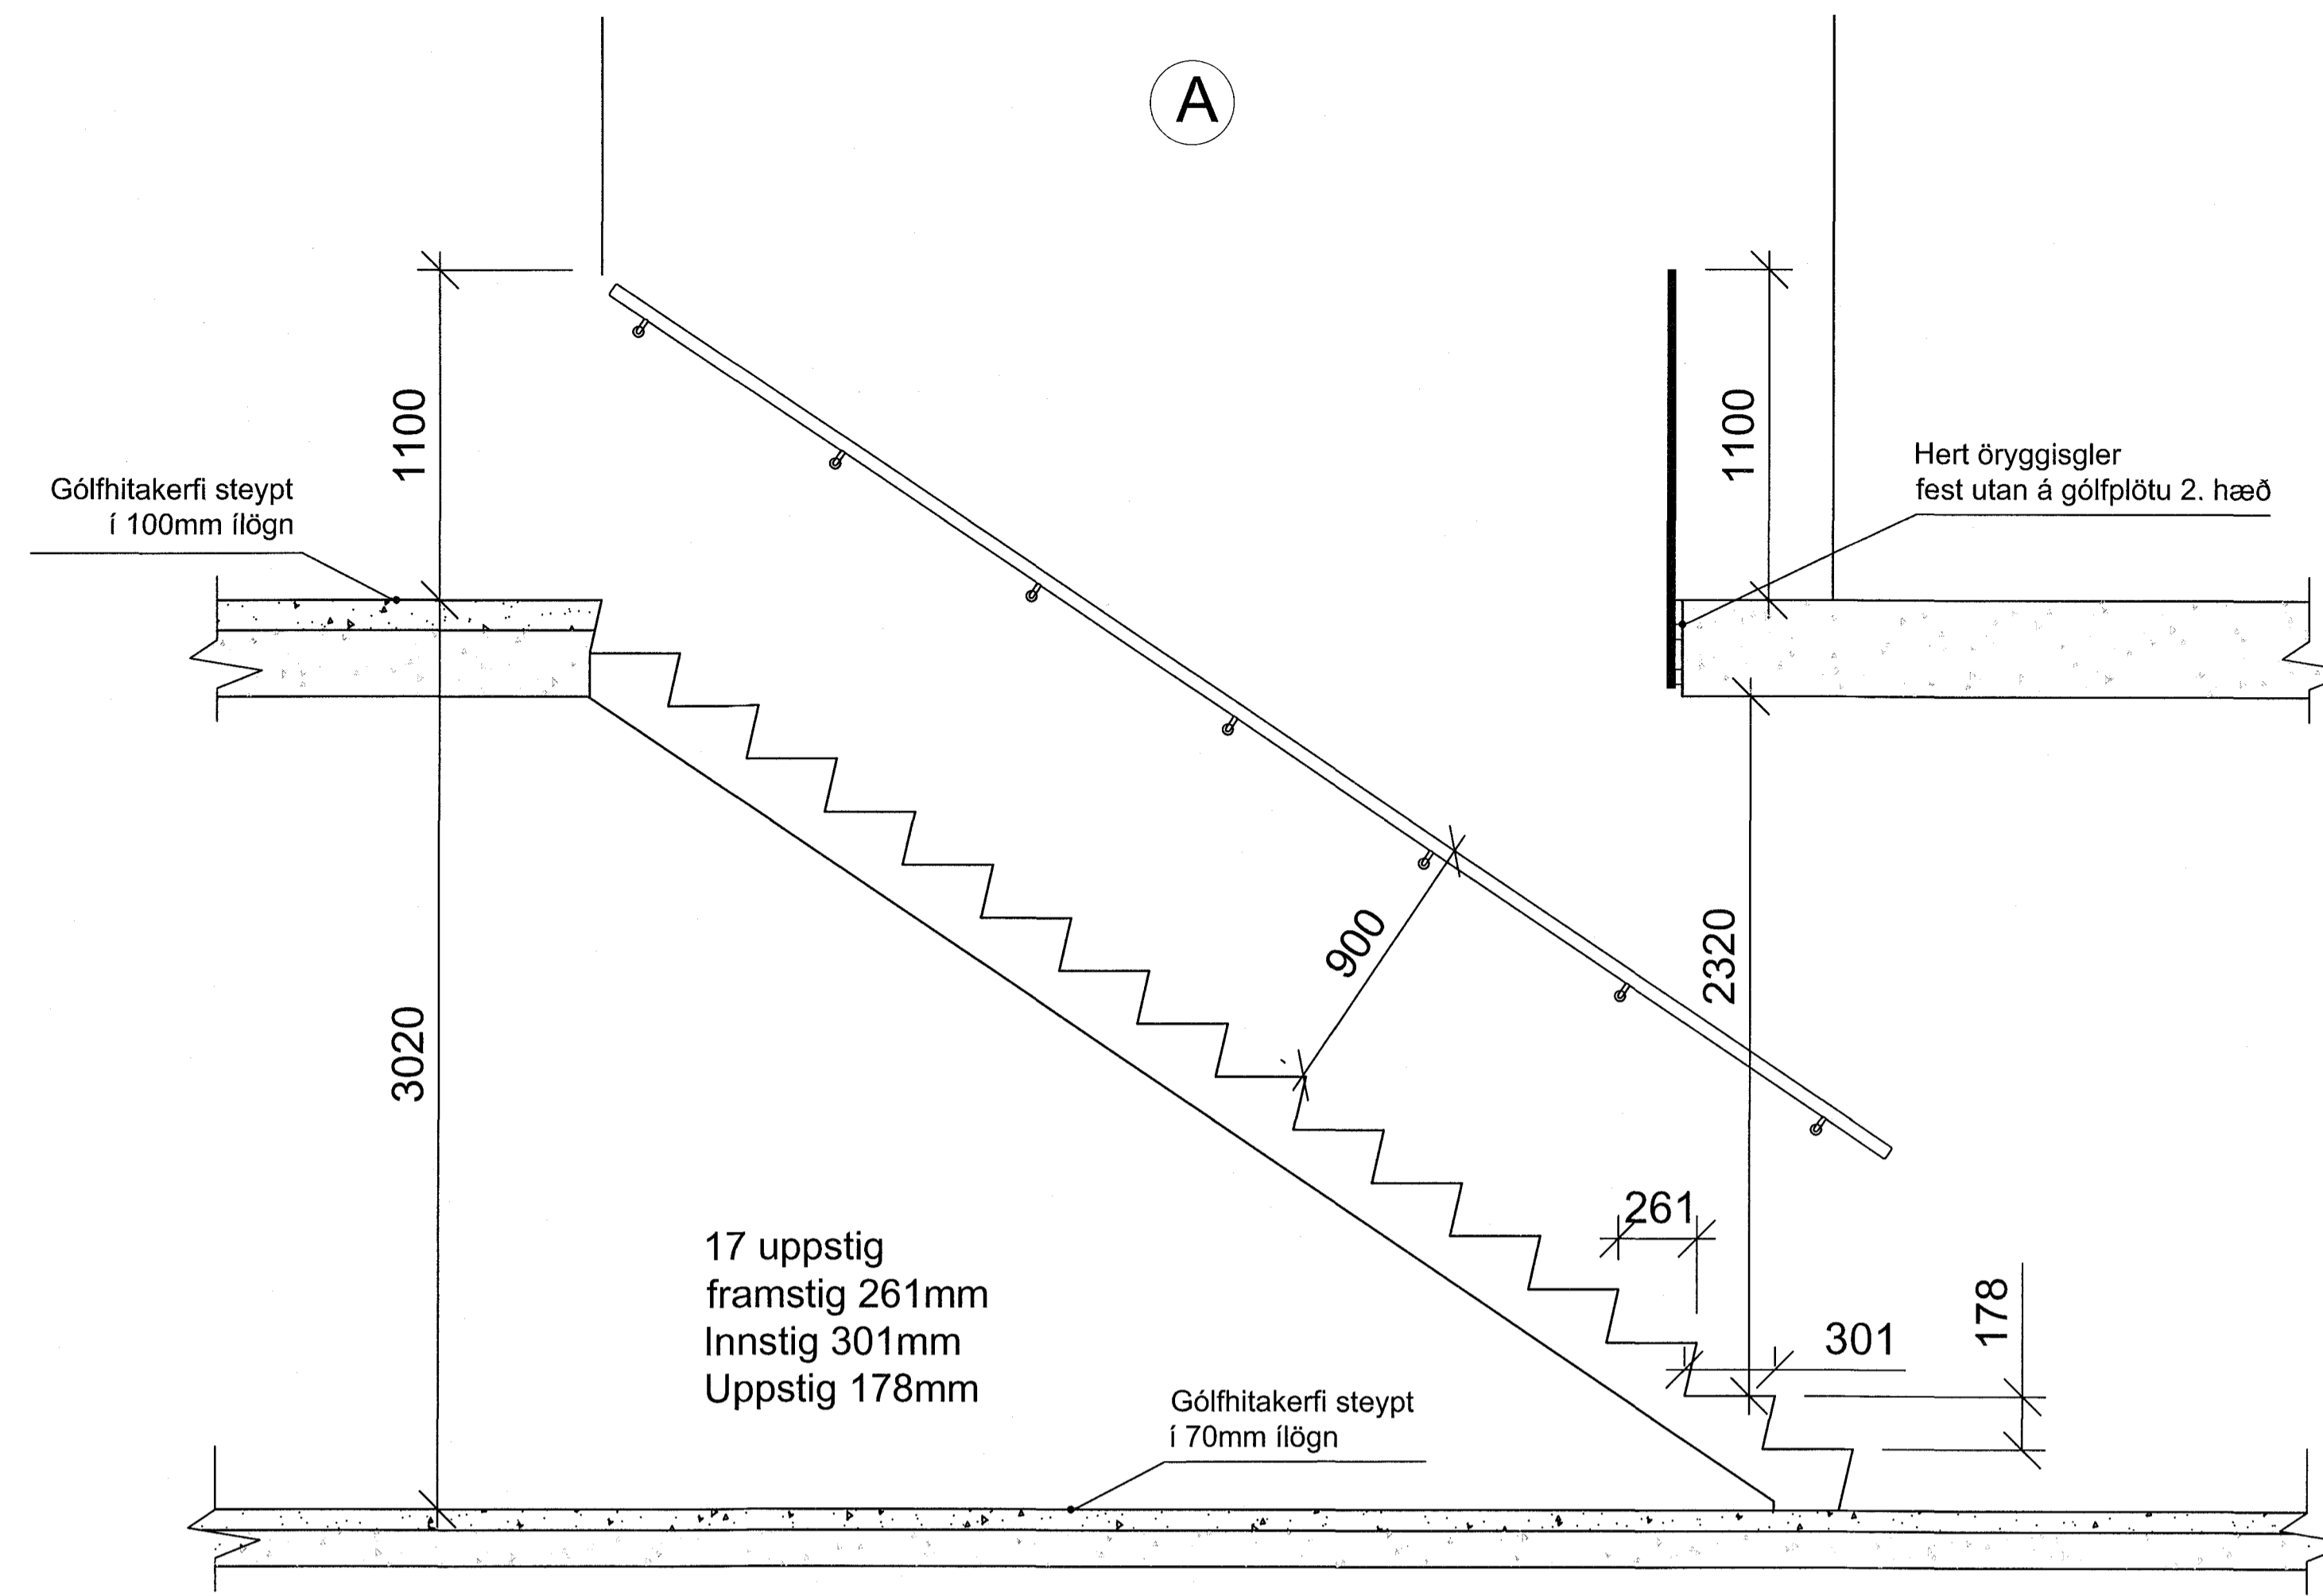 A
1100
1100
Hert öryggisgler
fest utan á gólfplötu 2. hæð
Gólfhitakerfi steypt
í 100mm ílögn
900
2320
3020
261
178
301
17 uppstig
framstig 261mm
Innstig 301mm
Uppstig 178mm
Gólfhitakerfi steypt
í 70mm ílögn